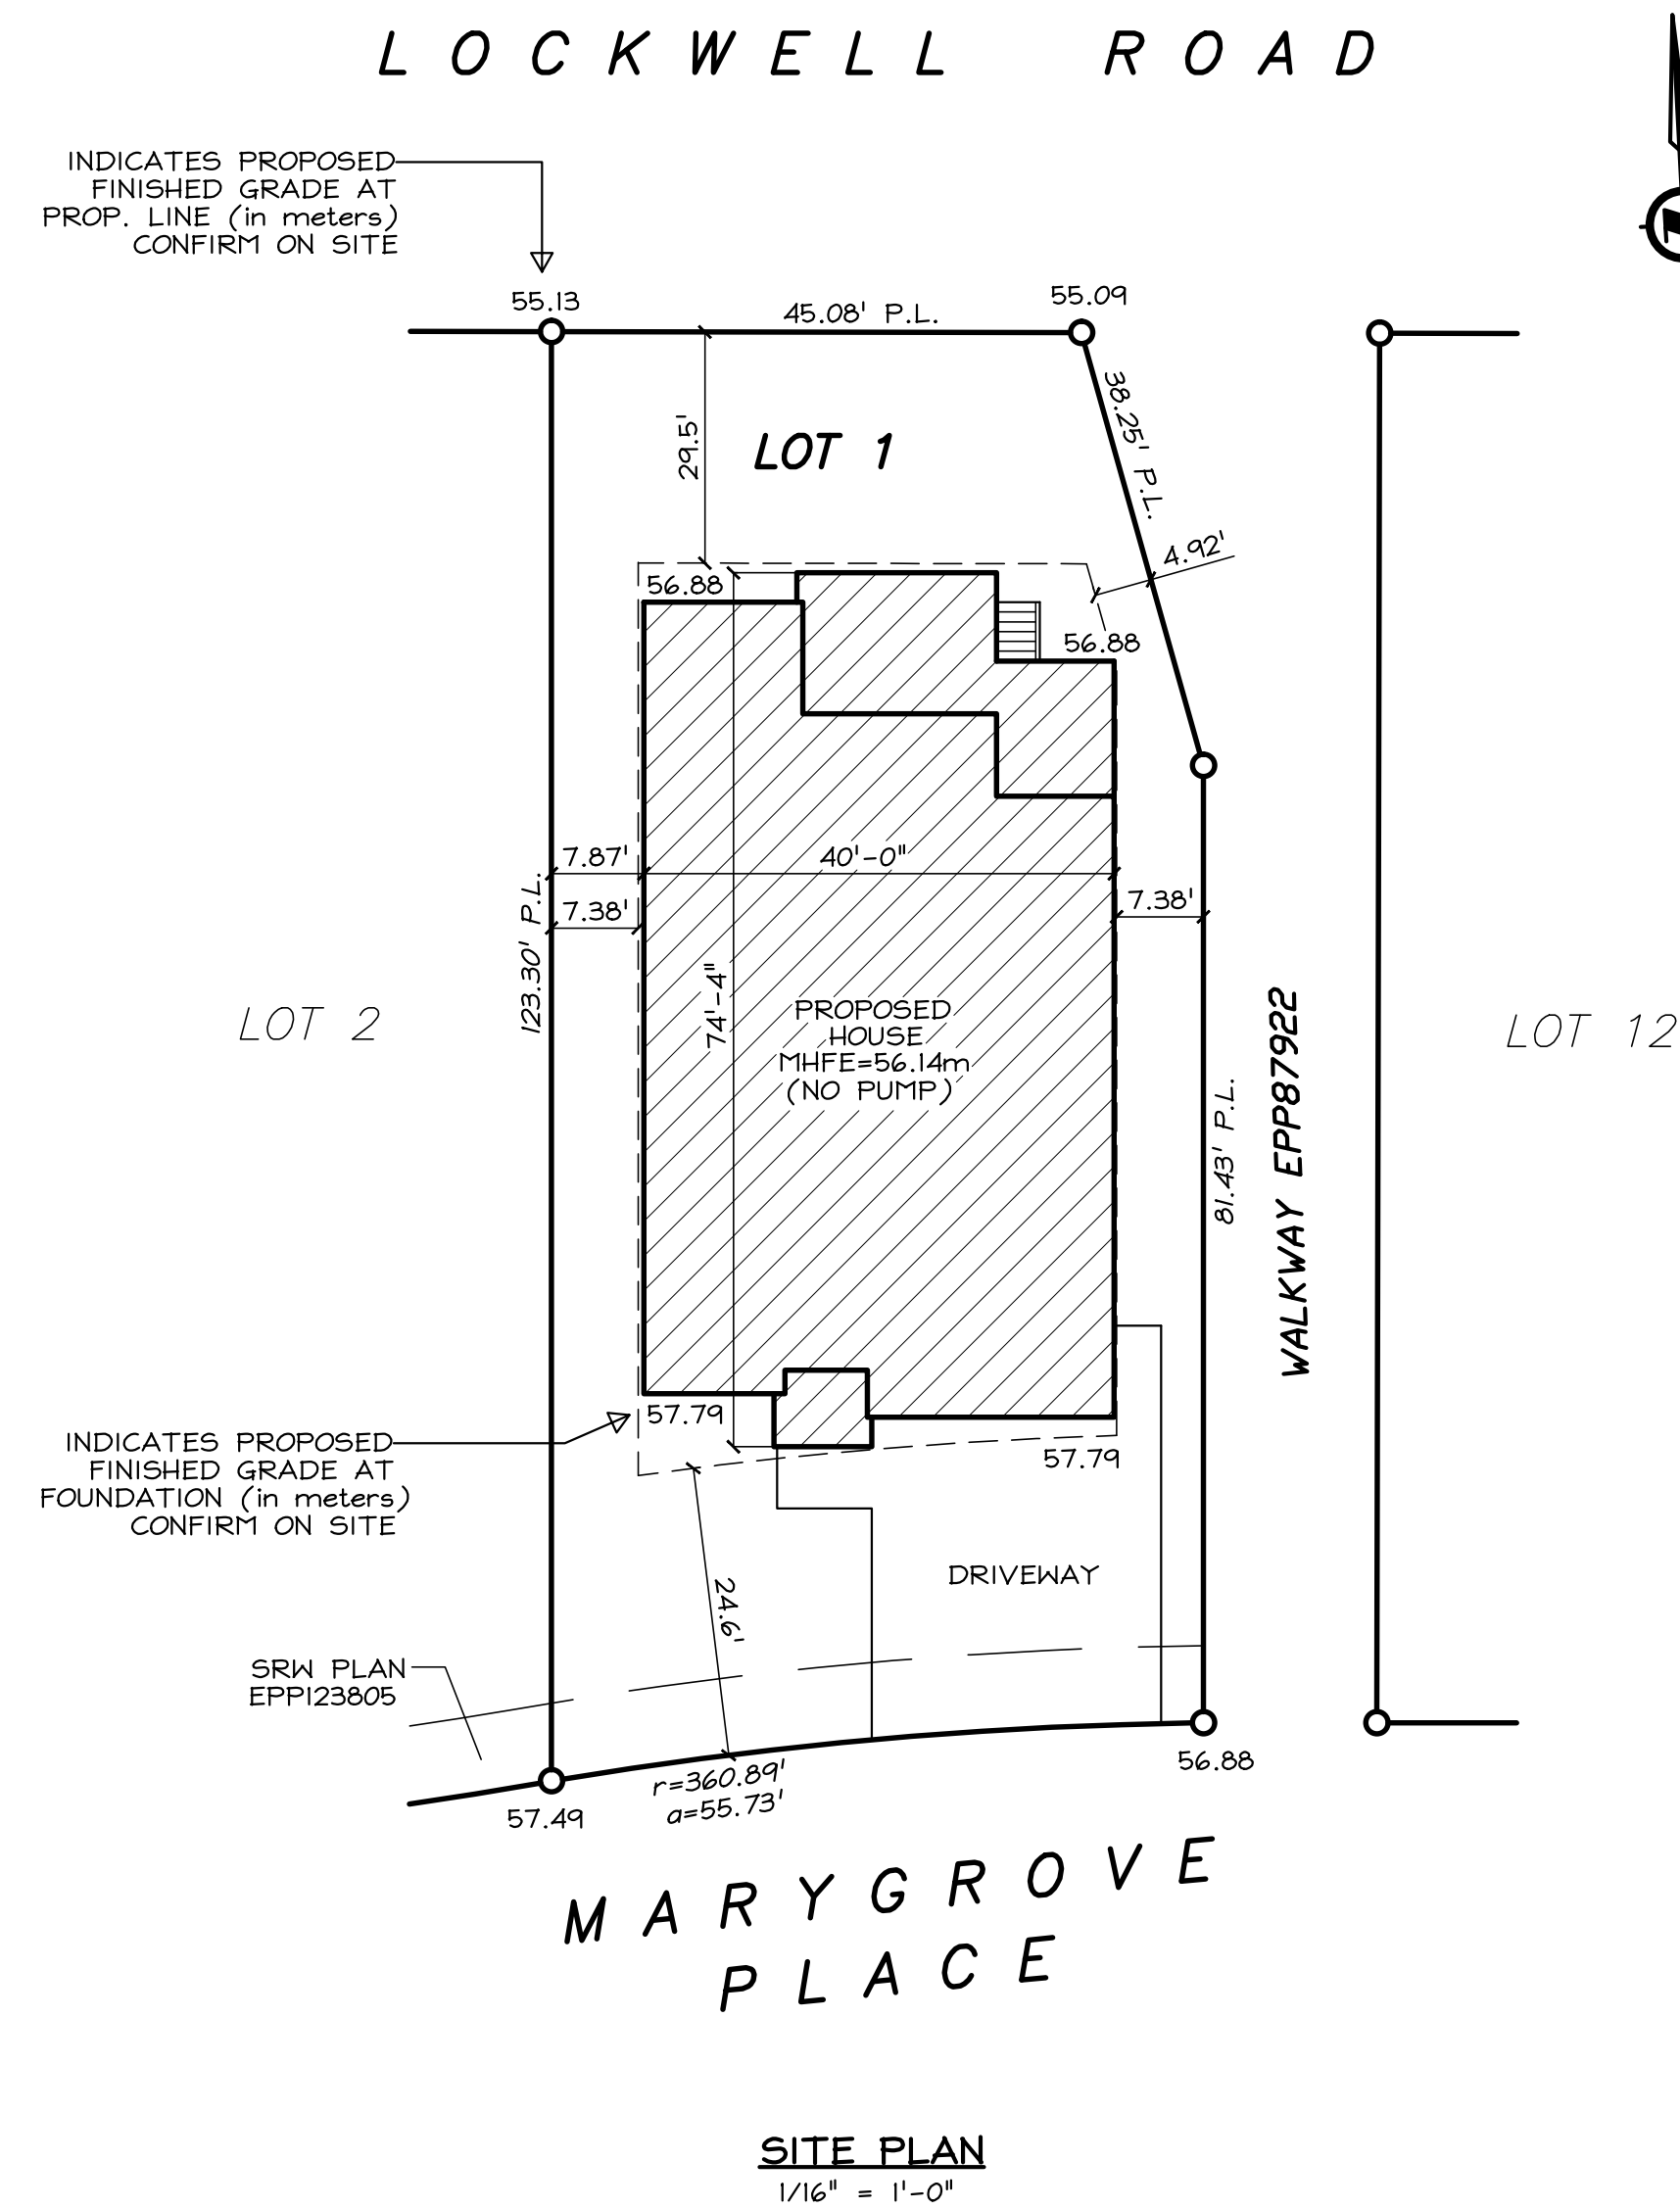 LOCKWELL ROAD
INDICATES PROPOSED
FINISHED GRADE AT
PROP. LINE (in meters)
CONFIRM ON SITE
55.13
45.08' P.L.
55.09
38.25' P.L.
29.5'
LOT 1
4.92'
56.88
56.88
7.87'
40'-0"
7.38'
7.38'
123.30' P.L.
74'-4"
LOT 2
PROPOSED
HOUSE
MHFE=56.14m
(NO PUMP)
81.43' P.L.
WALKWAY EPP87922
LOT 12
57.79
57.79
INDICATES PROPOSED
FINISHED GRADE AT
FOUNDATION (in meters)
CONFIRM ON SITE
24.6'
DRIVEWAY
SRW PLAN
EPP123805
r=360.89'
a=55.73'
56.88
57.49
MARYGROVE
PLACE
SITE PLAN
1/16" = 1'-0"